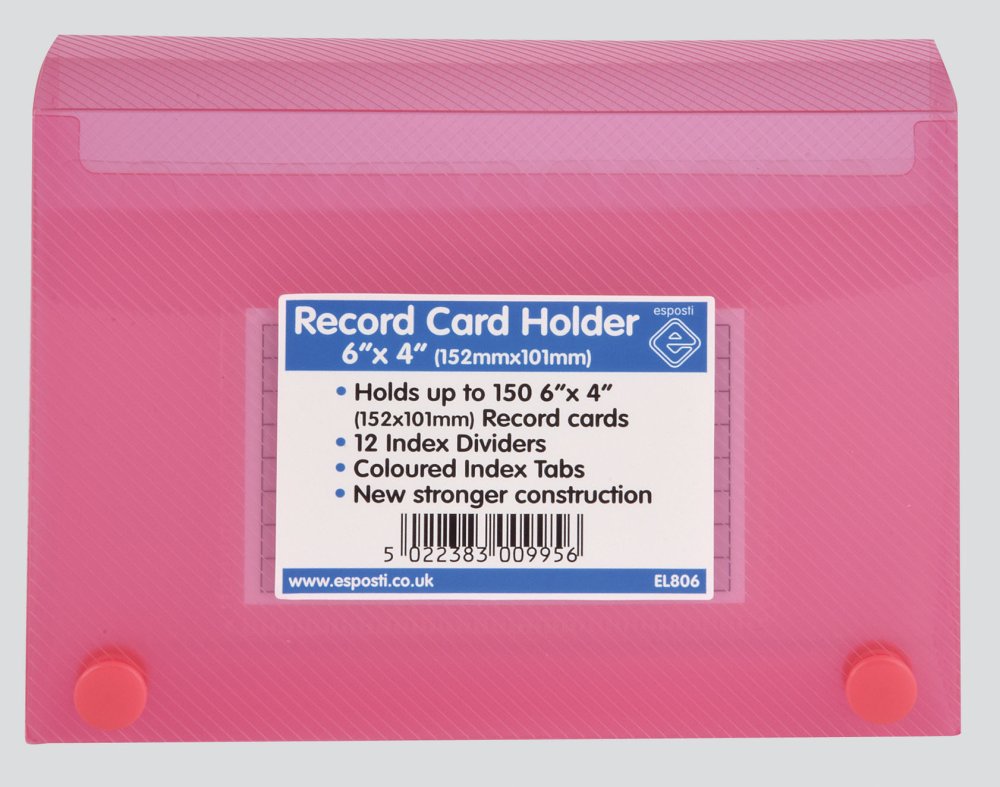 Record Card Holder
esposti
6”x 4” (152mmx101mm)
• Holds up to 150 6”x 4”
(152x101mm) Record cards
• 12 Index Dividers
• Coloured Index Tabs
• New stronger construction
5 022383 009956
www.esposti.co.uk EL806